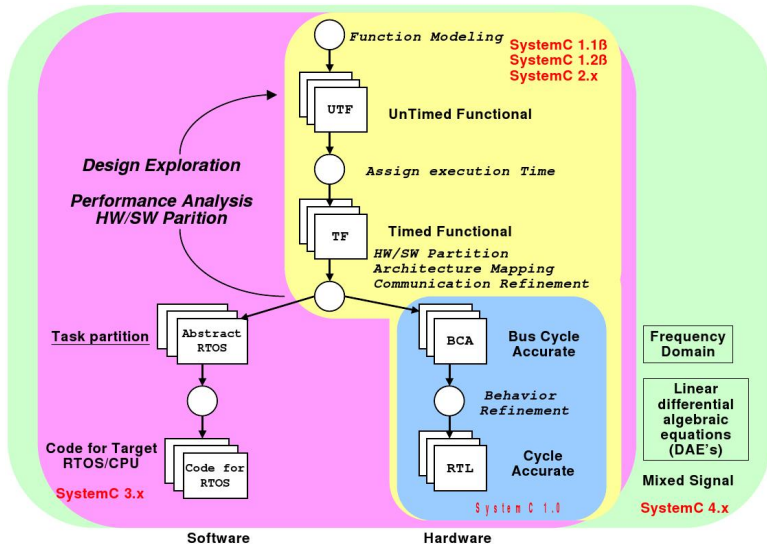 Function Modeling
SystemC 1.1ß
SystemC 1.2ß
SystemC 2.x
UTF
UnTimed Functional
Design Exploration
Assign execution Time
Performance Analysis
HW/SW Parition
TF
Timed Functional
HW/SW Partition
Architecture Mapping
Communication Refinement
Task partition
Abstract
RTOS
BCA
Bus Cycle
Accurate
Frequency
Domain
Behavior
Refinement
Linear
differential
algebraic
equations
(DAE's)
Code for Target
RTOS/CPU
Code for
RTOS
RTL
Cycle
Accurate
Mixed Signal
SystemC 3.x
SystemC 1.0
SystemC 4.x
Software
Hardware